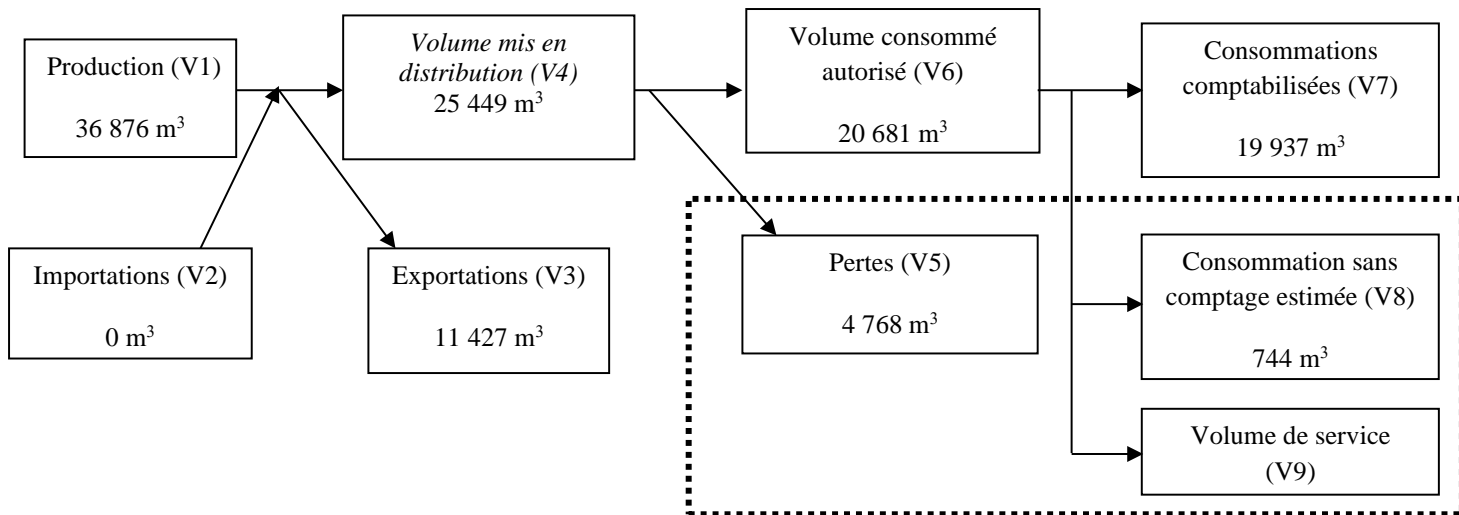 Production (V1)
36 876 m³
Volume mis en
distribution (V4)
25 449 m³
Volume consommé
autorisé (V6)
20 681 m³
Consommations
comptabilisées (V7)
19 937 m³
Importations (V2)
0 m³
Exportations (V3)
11 427 m³
Pertes (V5)
4 768 m³
Consommation sans
comptage estimée (V8)
744 m³
Volume de service
(V9)